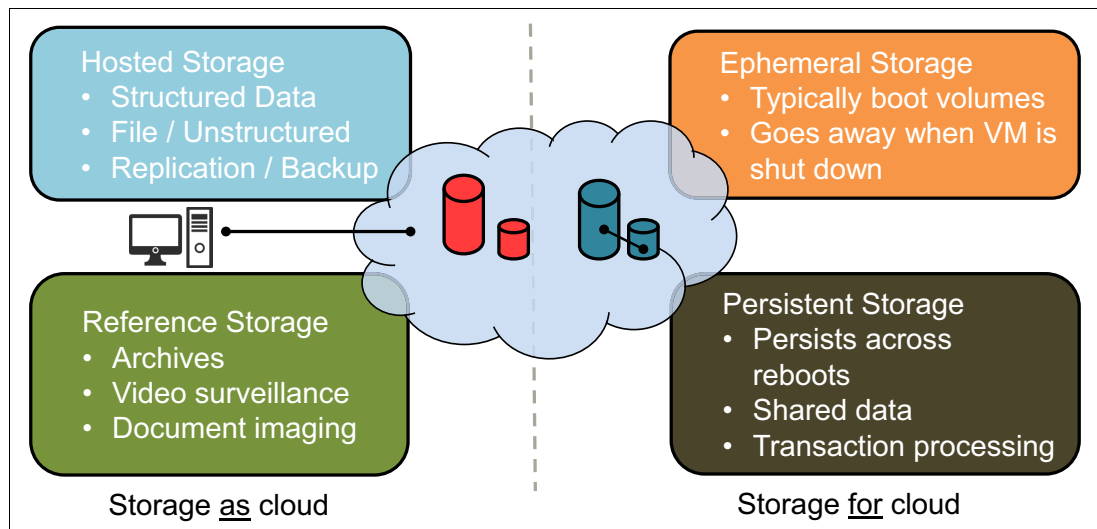 Hosted Storage
• Structured Data
• File / Unstructured
• Replication / Backup
Ephemeral Storage
• Typically boot volumes
• Goes away when VM is
shut down
Reference Storage
• Archives
• Video surveillance
• Document imaging
Persistent Storage
• Persists across
reboots
• Shared data
• Transaction processing
Storage as cloud
Storage for cloud